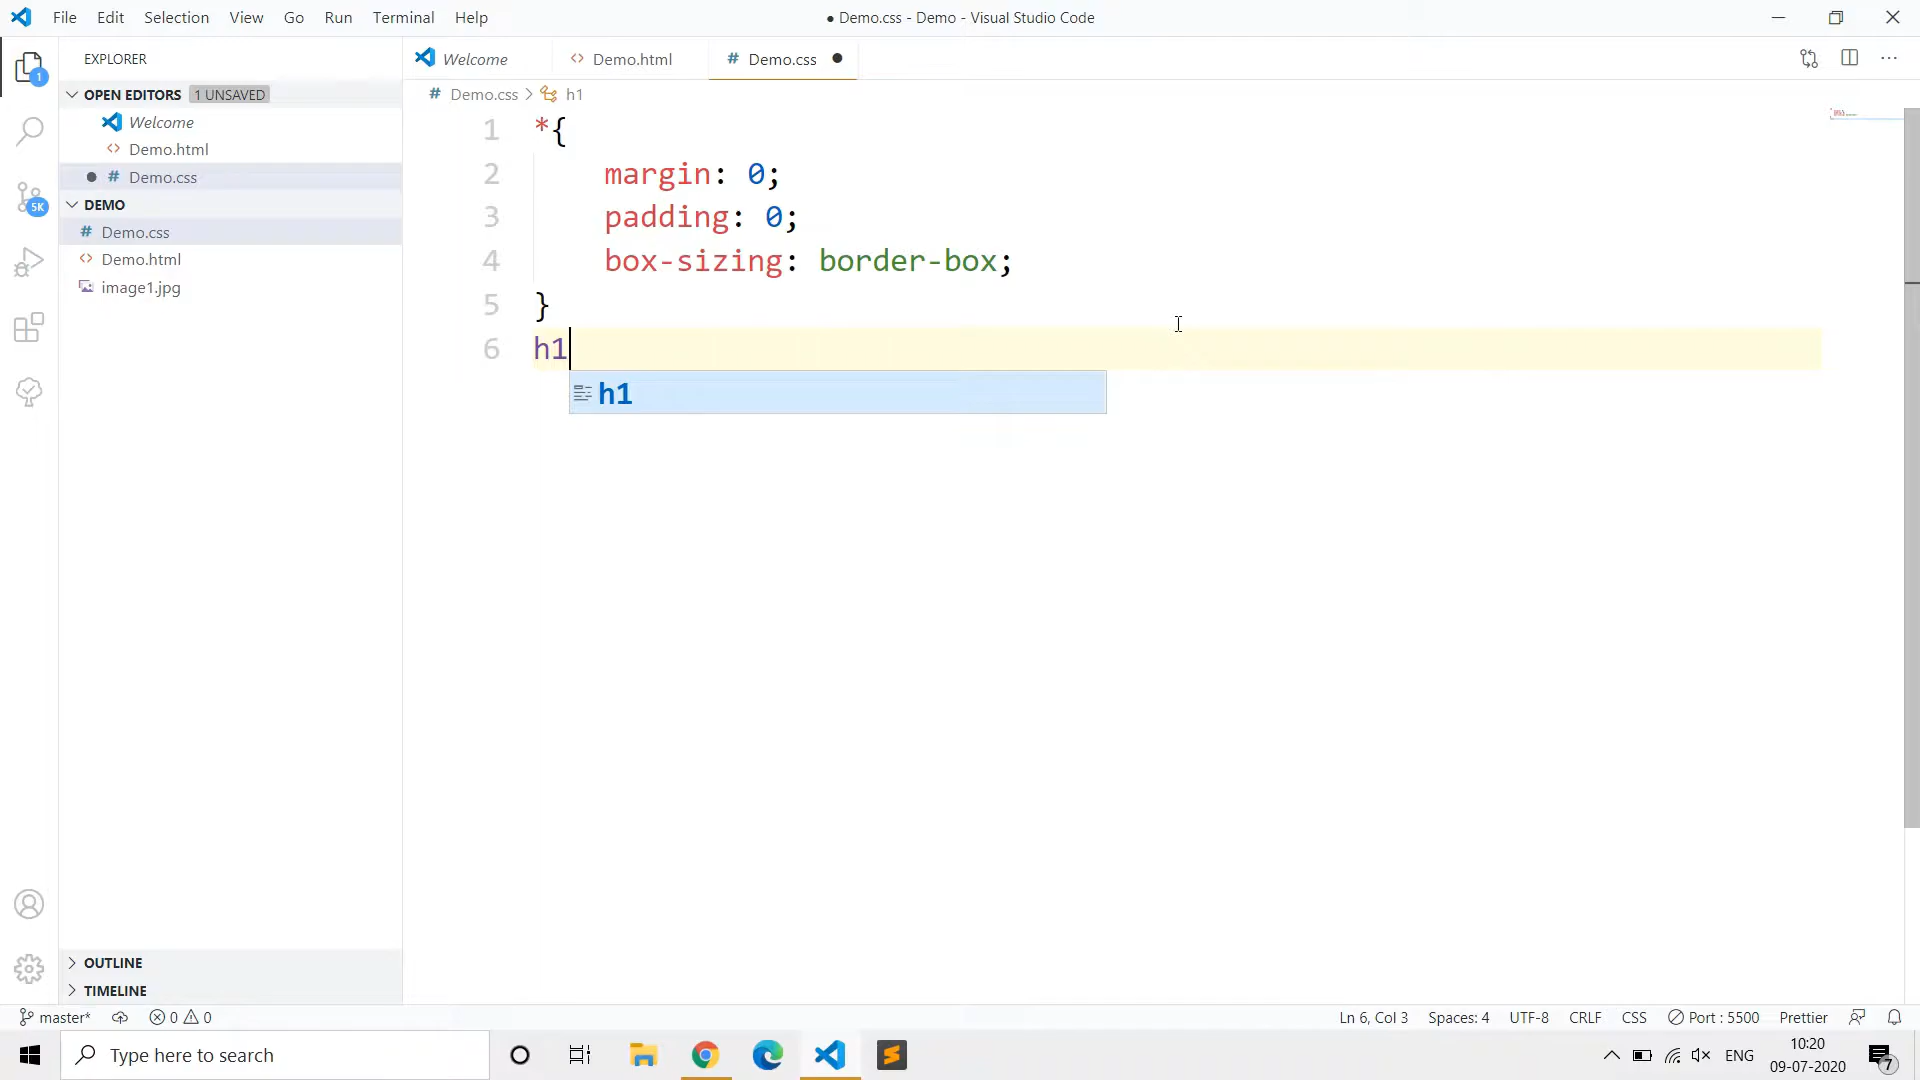 File Edit Selection View Go Run Terminal Help
● Demo.css - Demo - Visual Studio Code
EXPLORER
1
OPEN EDITORS 1 UNSAVED
Welcome
Demo.html
Demo.css
5K
DEMO
Demo.css
Demo.html
image1.jpg
OUTLINE
TIMELINE
Welcome Demo.html Demo.css
Demo.css > h1
1 *{
2 margin: 0;
3 padding: 0;
4 box-sizing: border-box;
5 }
6 h1
h1
master* 0 0 Ln 6, Col 3 Spaces: 4 UTF-8 CRLF CSS Port : 5500 Prettier
Type here to search
ENG
10:20
09-07-2020
7